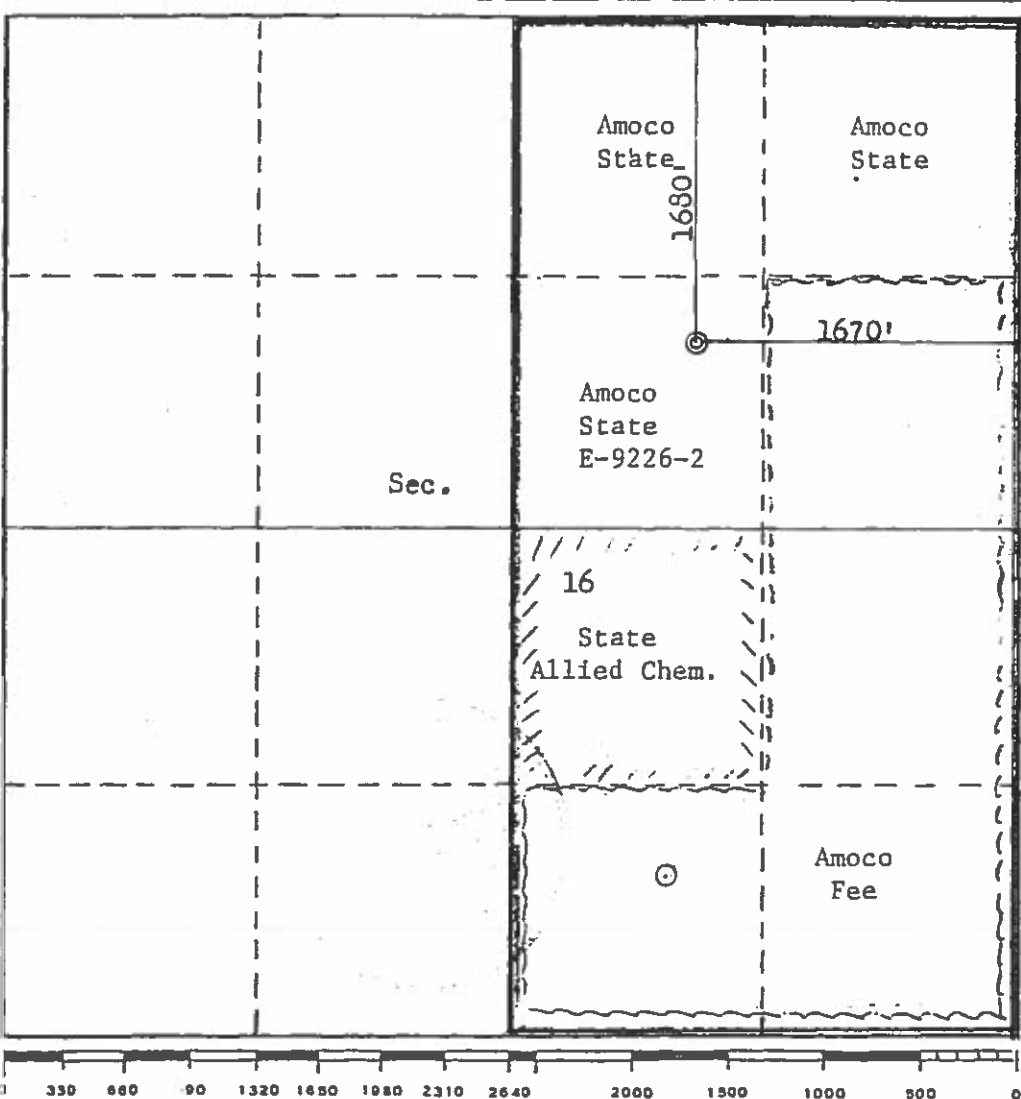 Amoco
State
Amoco
State
1680'
1670'
Amoco
State
E-9226-2
Sec.
16
State
Allied Chem.
Amoco
Fee
330 660 90 1320 1650 1980 2310 2640 2000 1500 1000 500 0